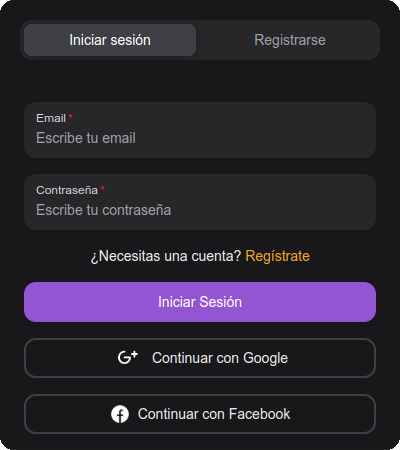 Iniciar sesión Registrarse
Email *
Escribe tu email
Contraseña *
Escribe tu contraseña
¿Necesitas una cuenta? Regístrate
Iniciar Sesión
G+ Continuar con Google
Continuar con Facebook